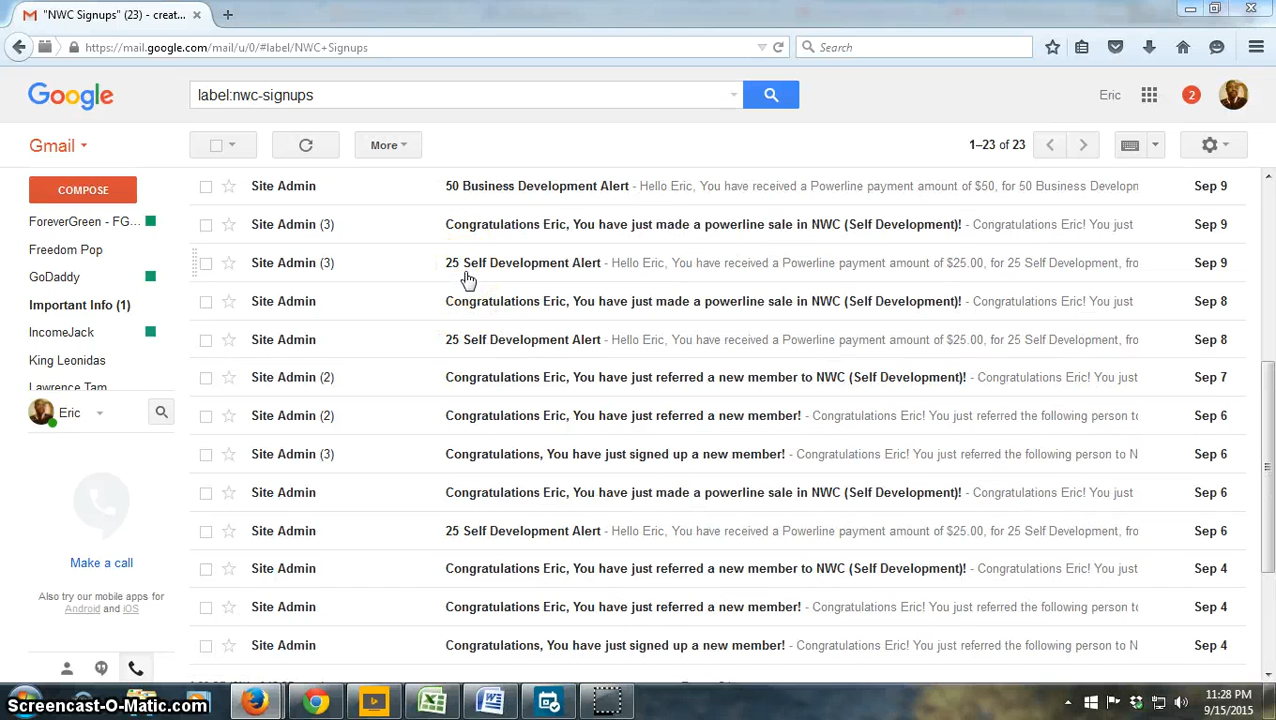 "NWC Signups" (23) - creat...
https://mail.google.com/mail/u/0/#label/NWC+Signups
Search
Google
label:nwc-signups
Eric
2
Gmail
More
1–23 of 23
COMPOSE
ForeverGreen - FG...
Freedom Pop
GoDaddy
Important Info (1)
IncomeJack
King Leonidas
Lawrence Tam
Eric
Make a call
Also try our mobile apps for
Android and iOS
Site Admin 50 Business Development Alert - Hello Eric, You have received a Powerline payment amount of $50, for 50 Business Developm Sep 9
Site Admin (3) Congratulations Eric, You have just made a powerline sale in NWC (Self Development)! - Congratulations Eric! You just Sep 9
Site Admin (3) 25 Self Development Alert - Hello Eric, You have received a Powerline payment amount of $25.00, for 25 Self Development, fro Sep 9
Site Admin Congratulations Eric, You have just made a powerline sale in NWC (Self Development)! - Congratulations Eric! You just Sep 8
Site Admin 25 Self Development Alert - Hello Eric, You have received a Powerline payment amount of $25.00, for 25 Self Development, fro Sep 8
Site Admin (2) Congratulations Eric, You have just referred a new member to NWC (Self Development)! - Congratulations Eric! You just Sep 7
Site Admin (2) Congratulations Eric, You have just referred a new member! - Congratulations Eric! You just referred the following person to Sep 6
Site Admin (3) Congratulations, You have just signed up a new member! - Congratulations Eric! You just referred the following person to N Sep 6
Site Admin Congratulations Eric, You have just made a powerline sale in NWC (Self Development)! - Congratulations Eric! You just Sep 6
Site Admin 25 Self Development Alert - Hello Eric, You have received a Powerline payment amount of $25.00, for 25 Self Development, fro Sep 6
Site Admin Congratulations Eric, You have just referred a new member to NWC (Self Development)! - Congratulations Eric! You just Sep 4
Site Admin Congratulations Eric, You have just referred a new member! - Congratulations Eric! You just referred the following person to Sep 4
Site Admin Congratulations, You have just signed up a new member! - Congratulations Eric! You just referred the following person to N Sep 4
Screencast-O-Matic.com
11:28 PM
9/15/2015